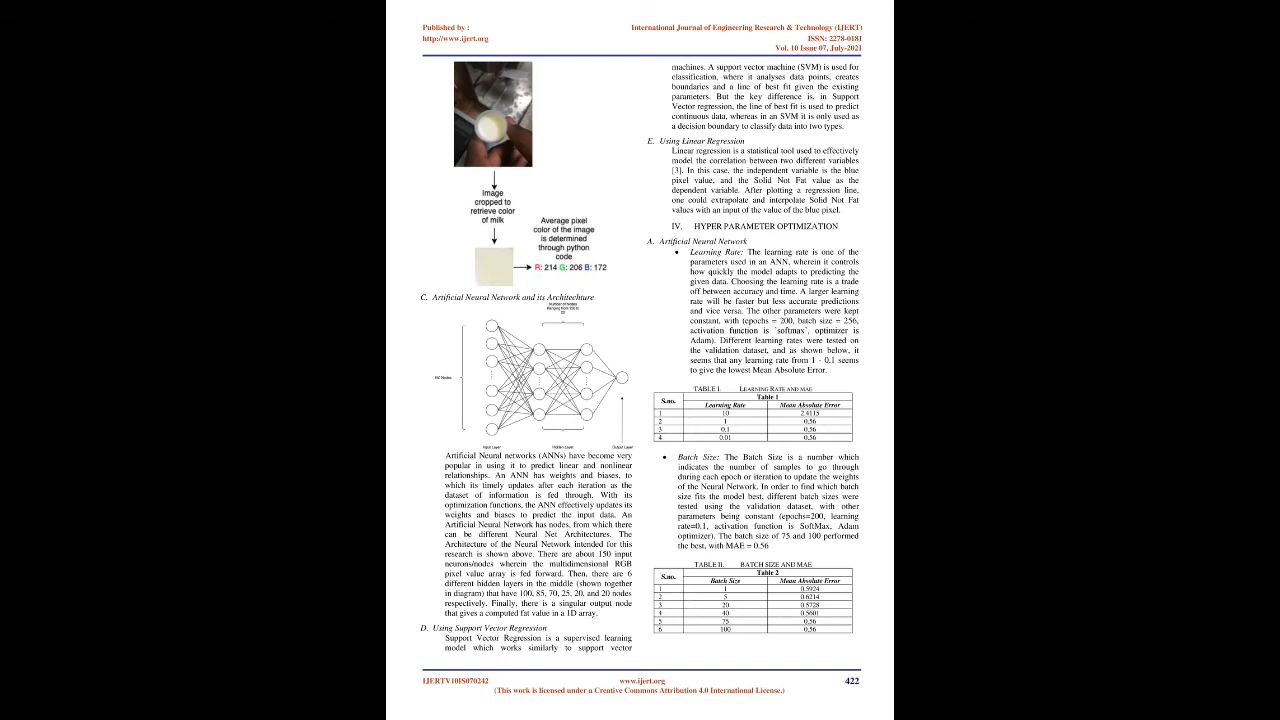 Published by :
http://www.ijert.org
International Journal of Engineering Research & Technology (IJERT)
ISSN: 2278-0181
Vol. 10 Issue 07, July-2021
Image
cropped to
retrieve color
of milk
Average pixel
color of the image
is determined
through python
code
R: 214 G: 206 B: 172
C. Artificial Neural Network and its Architechture
Number of Nodes
Ranging from 150 to
20
150 Nodes
Input Layer
Hidden Layer
Output Layer
Artificial Neural networks (ANNs) have become very
popular in using it to predict linear and nonlinear
relationships. An ANN has weights and biases, to
which its timely updates after each iteration as the
dataset of information is fed through. With its
optimization functions, the ANN effectively updates its
weights and biases to predict the input data. An
Artificial Neural Network has nodes, from which there
can be different Neural Net Architectures. The
Architecture of the Neural Network intended for this
research is shown above. There are about 150 input
neurons/nodes wherein the multidimensional RGB
pixel value array is fed forward. Then, there are 6
different hidden layers in the middle (shown together
in diagram) that have 100, 85, 70, 25, 20, and 20 nodes
respectively. Finally, there is a singular output node
that gives a computed fat value in a 1D array.
D. Using Support Vector Regression
Support Vector Regression is a supervised learning
model which works similarly to support vector
machines. A support vector machine (SVM) is used for
classification, where it analyses data points, creates
boundaries and a line of best fit given the existing
parameters. But the key difference is, in Support
Vector regression, the line of best fit is used to predict
continuous data, whereas in an SVM it is only used as
a decision boundary to classify data into two types.
E. Using Linear Regression
Linear regression is a statistical tool used to effectively
model the correlation between two different variables
[3]. In this case, the independent variable is the blue
pixel value, and the Solid Not Fat value as the
dependent variable. After plotting a regression line,
one could extrapolate and interpolate Solid Not Fat
values with an input of the value of the blue pixel.
IV. HYPER PARAMETER OPTIMIZATION
A. Artificial Neural Network
• Learning Rate: The learning rate is one of the
parameters used in an ANN, wherein it controls
how quickly the model adapts to predicting the
given data. Choosing the learning rate is a trade
off between accuracy and time. A larger learning
rate will be faster but less accurate predictions
and vice versa. The other parameters were kept
constant, with (epochs = 200, batch size = 256,
activation function is `softmax', optimizer is
Adam). Different learning rates were tested on
the validation dataset, and as shown below, it
seems that any learning rate from 1 - 0.1 seems
to give the lowest Mean Absolute Error.
TABLE I. LEARNING RATE AND MAE
S.no. Table 1
Learning Rate Mean Absolute Error
1 10 2.4115
2 1 0.56
3 0.1 0.56
4 0.01 0.56
• Batch Size: The Batch Size is a number which
indicates the number of samples to go through
during each epoch or iteration to update the weights
of the Neural Network. In order to find which batch
size fits the model best, different batch sizes were
tested using the validation dataset, with other
parameters being constant (epochs=200, learning
rate=0.1, activation function is SoftMax, Adam
optimizer). The batch size of 75 and 100 performed
the best, with MAE = 0.56
TABLE II. BATCH SIZE AND MAE
S.no. Table 2
Batch Size Mean Absolute Error
1 1 0.5924
2 5 0.6214
3 20 0.5728
4 40 0.5601
5 75 0.56
6 100 0.56
IJERTV10IS070242
www.ijert.org
422
(This work is licensed under a Creative Commons Attribution 4.0 International License.)